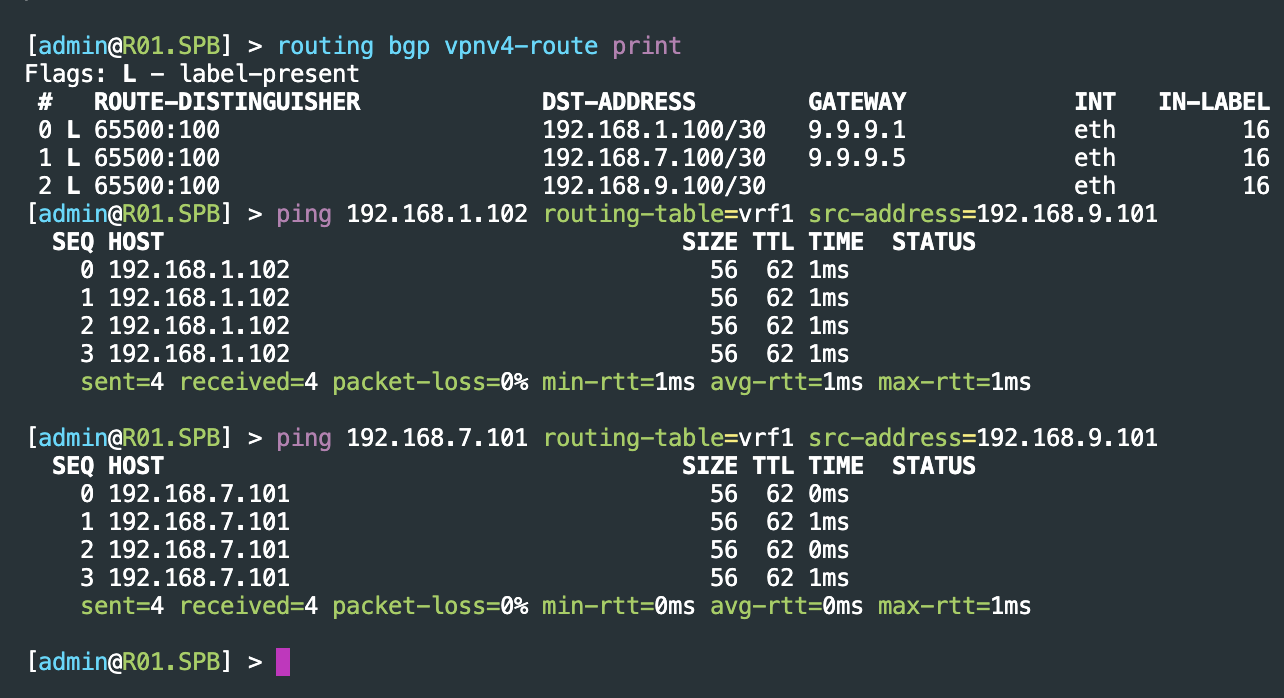 [admin@R01.SPB] > routing bgp vpnv4-route print
Flags: L - label-present
 #   ROUTE-DISTINGUISHER             DST-ADDRESS        GATEWAY            INT   IN-LABEL
 0 L 65500:100                       192.168.1.100/30   9.9.9.1            eth         16
 1 L 65500:100                       192.168.7.100/30   9.9.9.5            eth         16
 2 L 65500:100                       192.168.9.100/30                      eth         16
[admin@R01.SPB] > ping 192.168.1.102 routing-table=vrf1 src-address=192.168.9.101
  SEQ HOST                                     SIZE TTL TIME  STATUS
    0 192.168.1.102                              56  62 1ms
    1 192.168.1.102                              56  62 1ms
    2 192.168.1.102                              56  62 1ms
    3 192.168.1.102                              56  62 1ms
    sent=4 received=4 packet-loss=0% min-rtt=1ms avg-rtt=1ms max-rtt=1ms
[admin@R01.SPB] > ping 192.168.7.101 routing-table=vrf1 src-address=192.168.9.101
  SEQ HOST                                     SIZE TTL TIME  STATUS
    0 192.168.7.101                              56  62 0ms
    1 192.168.7.101                              56  62 1ms
    2 192.168.7.101                              56  62 0ms
    3 192.168.7.101                              56  62 1ms
    sent=4 received=4 packet-loss=0% min-rtt=0ms avg-rtt=0ms max-rtt=1ms
[admin@R01.SPB] >